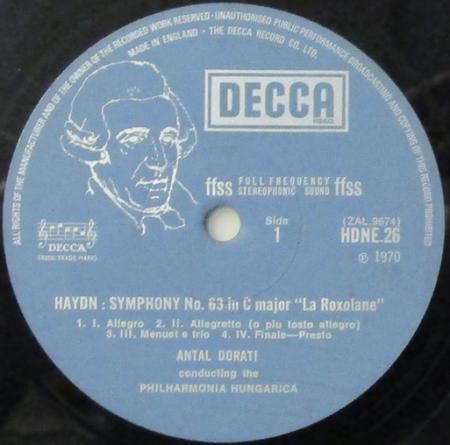 ALL RIGHTS OF THE MANUFACTURER AND OF THE OWNER OF THE RECORDED WORK RESERVED · UNAUTHORISED PUBLIC PERFORMANCE BROADCASTING AND COPYING OF THIS RECORD PROHIBITED
MADE IN ENGLAND · THE DECCA RECORD CO. LTD.
DECCA
ffss FULL FREQUENCY STEREOPHONIC SOUND ffss
Side
1
(ZAL.9674)
HDNE.26
℗ 1970
DECCA
HAYDN : SYMPHONY No. 63 in C major "La Roxolane"
1. I. Allegro 2. II. Allegretto (o piu tosto allegro)
3. III. Menuet e trio 4. IV. Finale—Presto
ANTAL DORATI
conducting the
PHILHARMONIA HUNGARICA